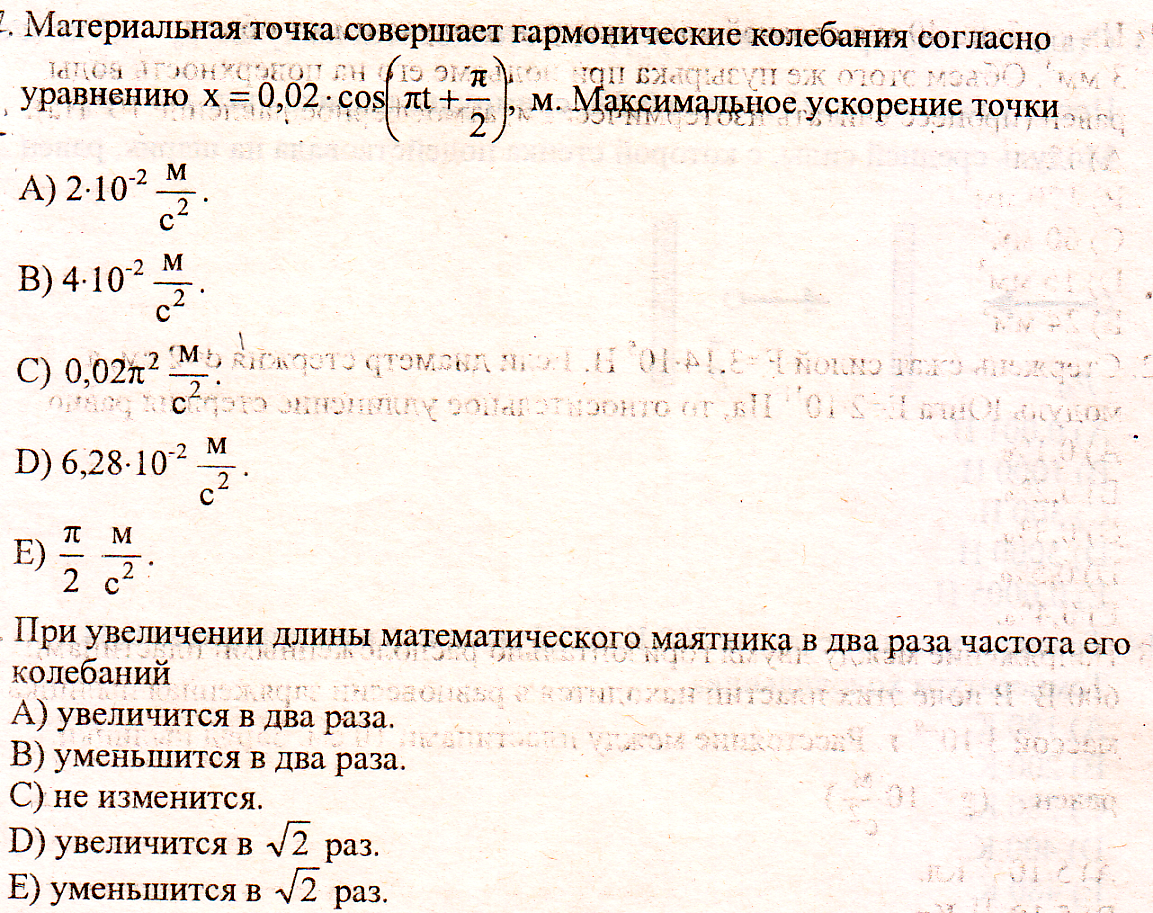 . Материальная точка совершает гармонические колебания согласно
уравнению x = 0,02·cos(πt + π/2), м. Максимальное ускорение точки
A) 2·10⁻² м/с².
B) 4·10⁻² м/с².
C) 0,02π² м/с².
D) 6,28·10⁻² м/с².
E) π/2 м/с².
При увеличении длины математического маятника в два раза частота его
колебаний
A) увеличится в два раза.
B) уменьшится в два раза.
C) не изменится.
D) увеличится в √2 раз.
E) уменьшится в √2 раз.